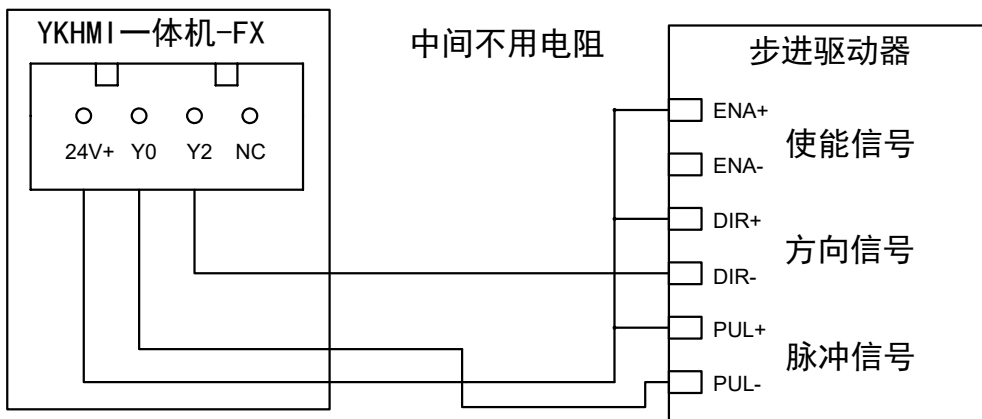 YKHMI一体机-FX
24V+ Y0 Y2 NC
中间不用电阻
步进驱动器
ENA+
使能信号
ENA-
DIR+
方向信号
DIR-
PUL+
脉冲信号
PUL-